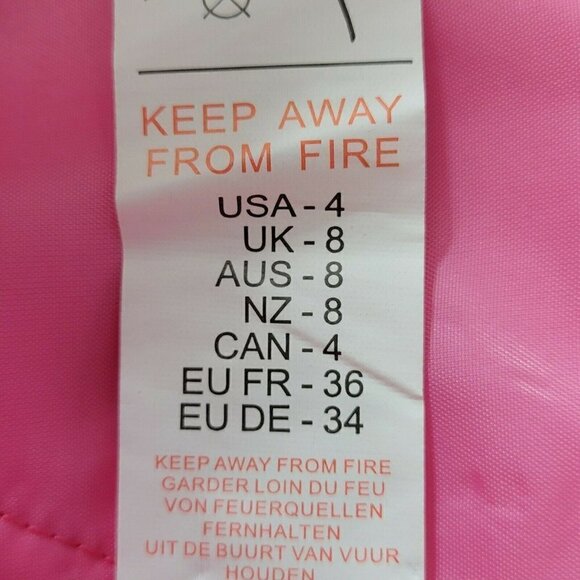 KEEP AWAY
FROM FIRE
USA - 4
UK - 8
AUS - 8
NZ - 8
CAN - 4
EU FR - 36
EU DE - 34
KEEP AWAY FROM FIRE
GARDER LOIN DU FEU
VON FEUERQUELLEN
FERNHALTEN
UIT DE BUURT VAN VUUR
HOUDEN